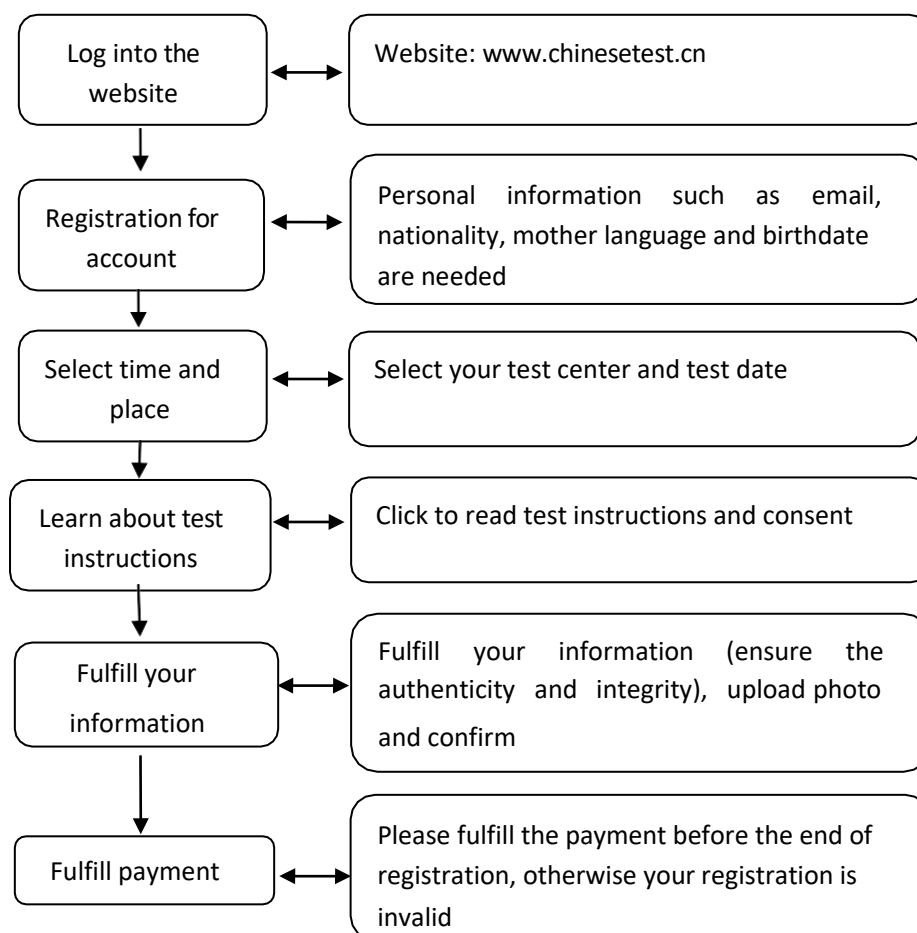 Log into the
website
Website: www.chinesetest.cn
Registration for
account
Personal information such as email,
nationality, mother language and birthdate
are needed
Select time and
place
Select your test center and test date
Learn about test
instructions
Click to read test instructions and consent
Fulfill your
information
Fulfill your information (ensure the
authenticity and integrity), upload photo
and confirm
Fulfill payment
Please fulfill the payment before the end of
registration, otherwise your registration is
invalid